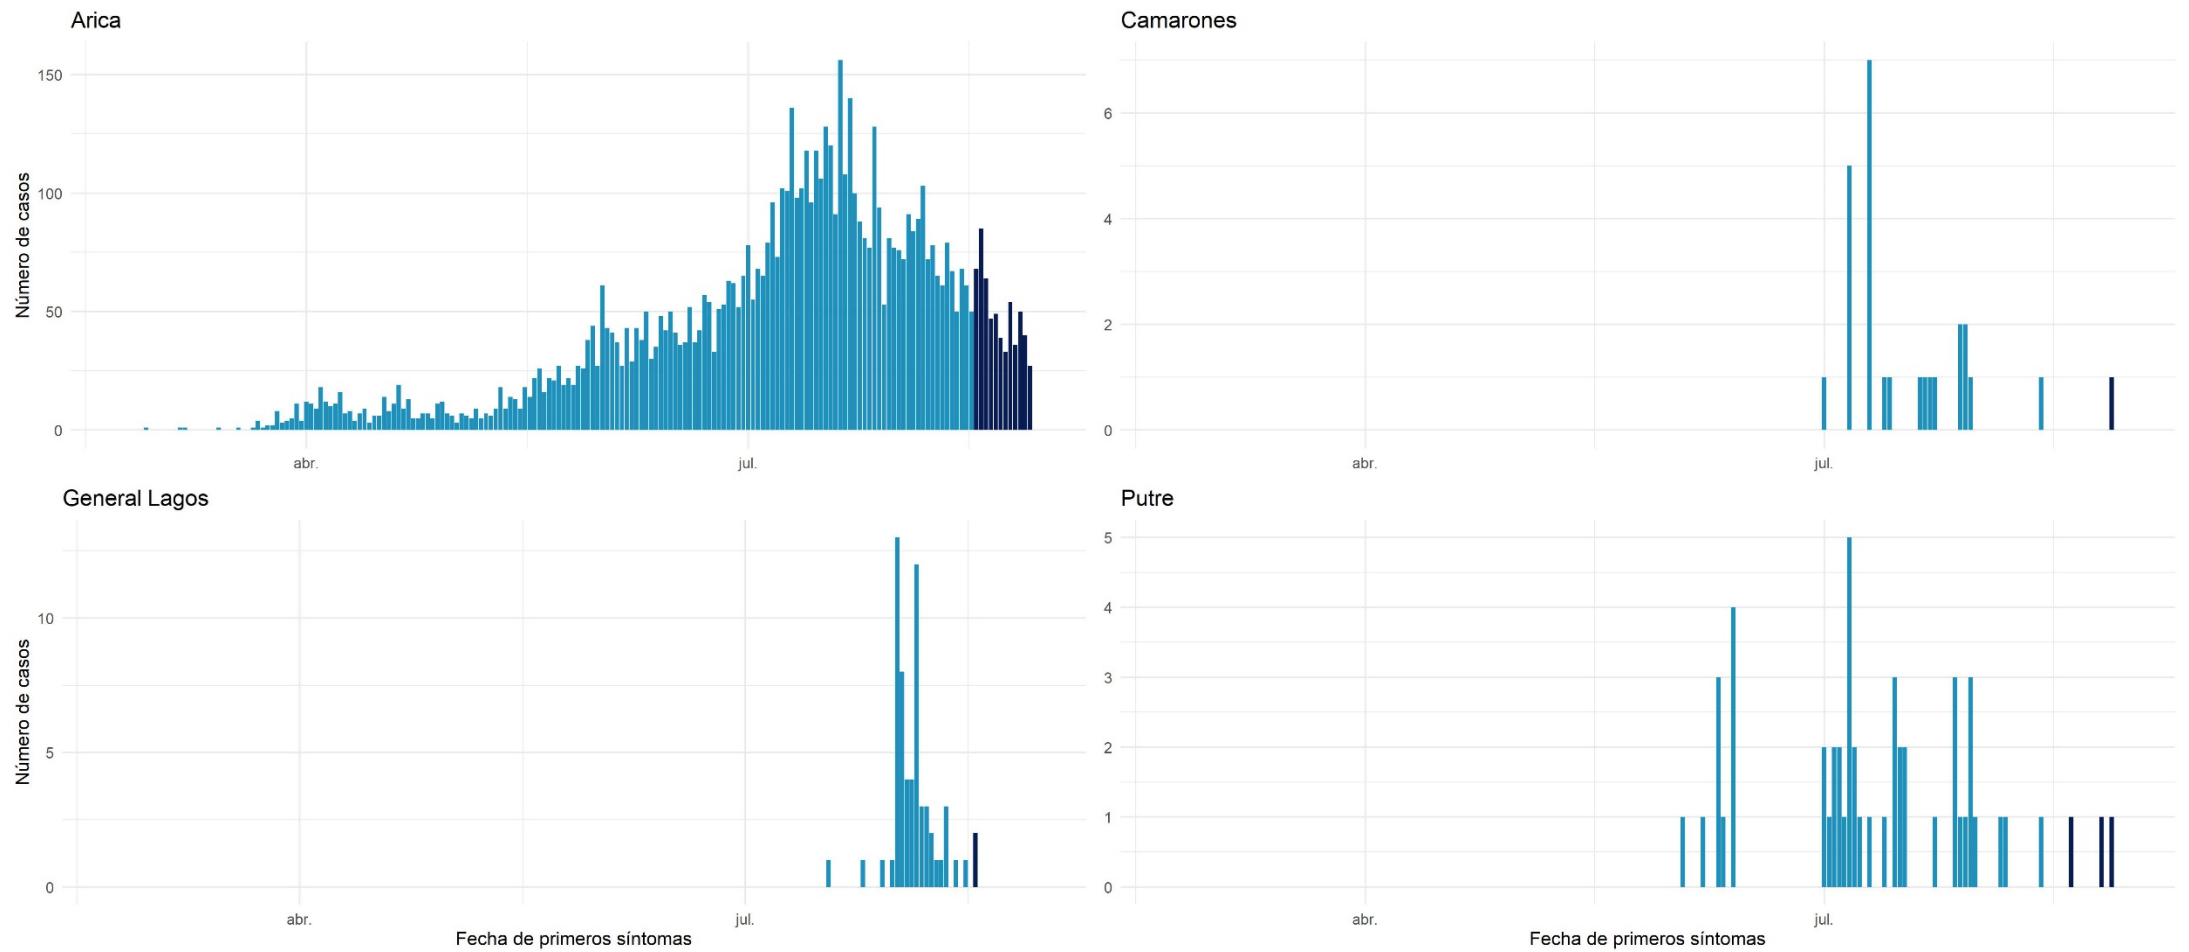 Arica
Número de casos
150
100
50
0
abr.
jul.
Camarones
6
4
2
0
abr.
jul.
General Lagos
Número de casos
10
5
0
abr.
jul.
Fecha de primeros síntomas
Putre
5
4
3
2
1
0
abr.
jul.
Fecha de primeros síntomas